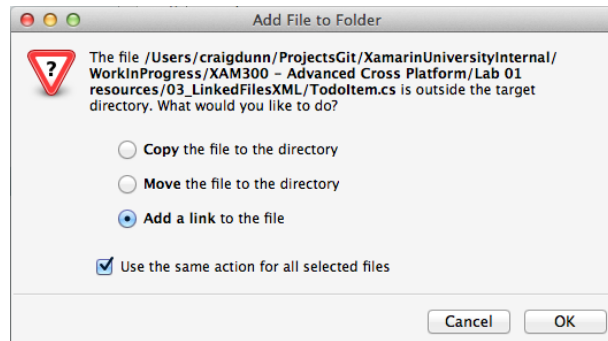 Add File to Folder
The file /Users/craigdunn/ProjectsGit/XamarinUniversityInternal/
WorkInProgress/XAM300 – Advanced Cross Platform/Lab 01
resources/03_LinkedFilesXML/TodoItem.cs is outside the target
directory. What would you like to do?
Copy the file to the directory
Move the file to the directory
Add a link to the file
Use the same action for all selected files
Cancel OK